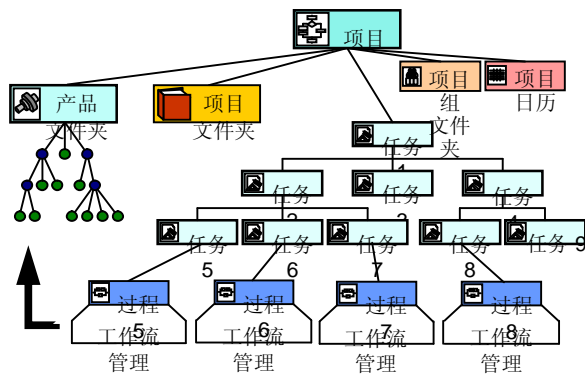 项目
产品
文件夹
项目
文件夹
项目
组
文件
夹
项目
日历
任务
1
任务
2
任务
3
任务
4
任务
5
任务
6
任务
7
任务
8
任务
9
过程
5
工作流
管理
过程
6
工作流
管理
过程
7
工作流
管理
过程
8
工作流
管理